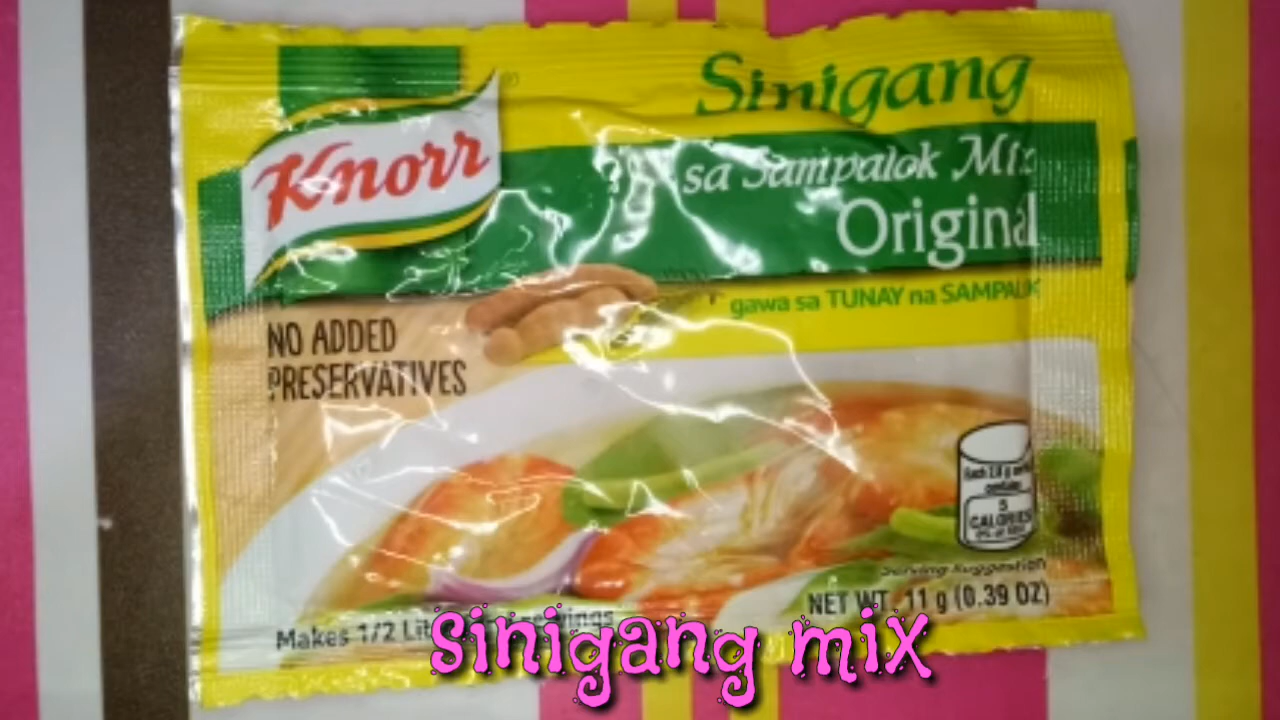 Knorr
Sinigang
sa Sampalok Mix
Original
gawa sa TUNAY na SAMPALOK
NO ADDED
PRESERVATIVES
5
CALORIES
Serving Suggestion
NET WT. 11 g (0.39 OZ)
Makes 1/2
sinigang mix